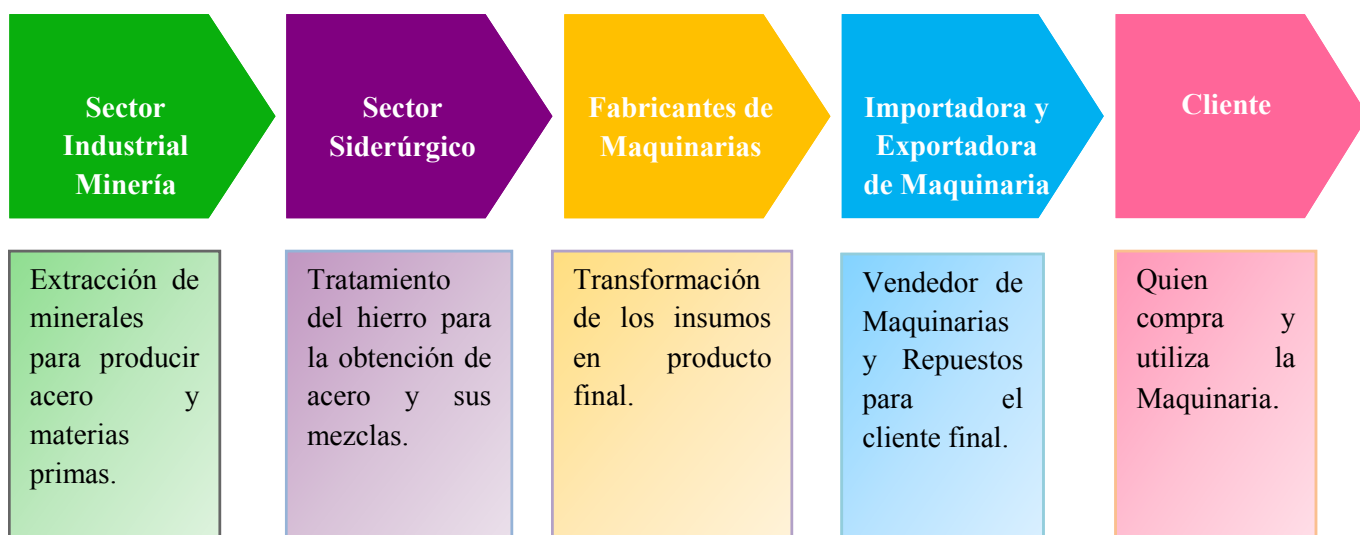 Sector
Industrial
Minería
Sector
Siderúrgico
Fabricantes de
Maquinarias
Importadora y
Exportadora
de Maquinaria
Cliente
Extracción de
minerales
para producir
acero y
materias
primas.
Tratamiento
del hierro para
la obtención de
acero y sus
mezclas.
Transformación
de los insumos
en producto
final.
Vendedor de
Maquinarias
y Repuestos
para el
cliente final.
Quien
compra y
utiliza la
Maquinaria.